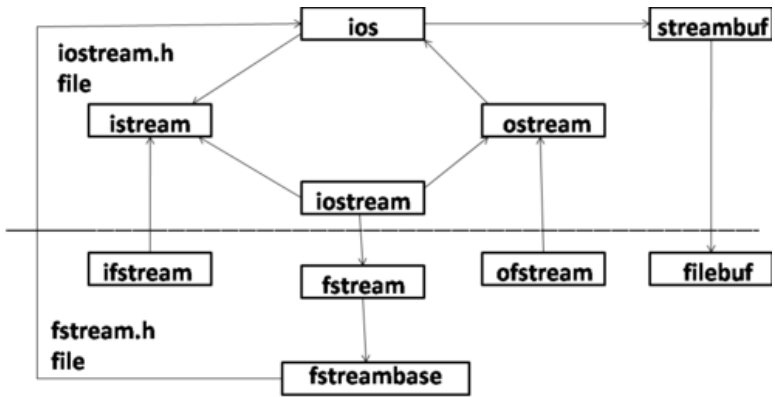 ios
streambuf
iostream.h
file
istream
ostream
iostream
ifstream
fstream
ofstream
filebuf
fstream.h
file
fstreambase